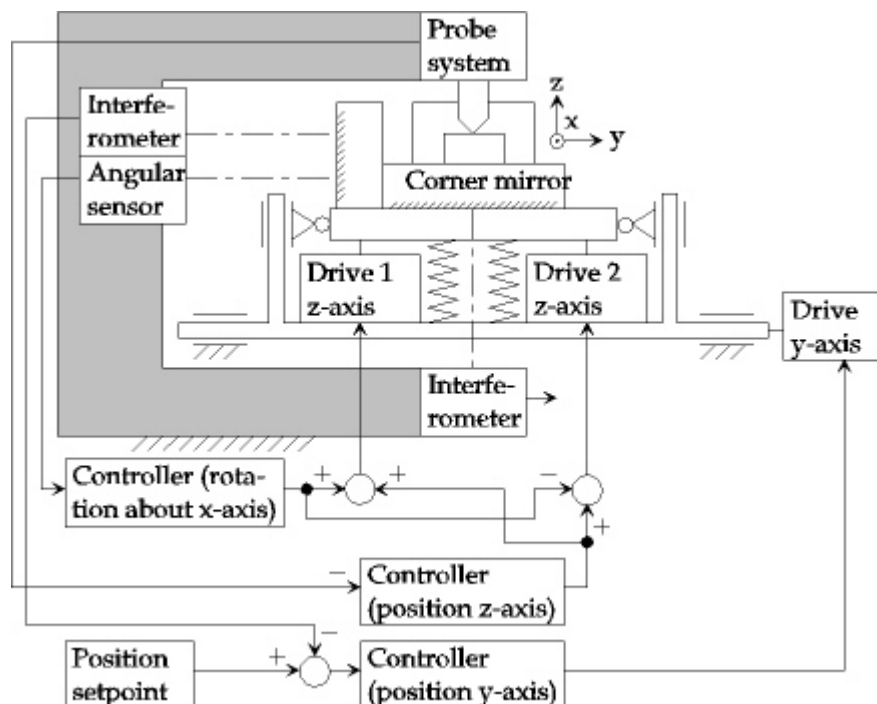 Probe
system
z
x
y
Interfe-
rometer
Angular
sensor
Corner mirror
Drive 1
z-axis
Drive 2
z-axis
Drive
y-axis
Interfe-
rometer
Controller (rota-
tion about x-axis)
+
+
−
+
−
Controller
(position z-axis)
−
+
Position
setpoint
Controller
(position y-axis)